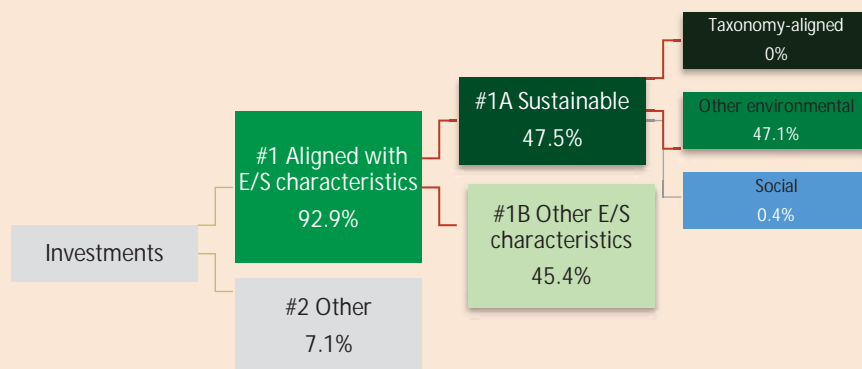 Investments
#1 Aligned with
E/S characteristics
92.9%
#2 Other
7.1%
#1A Sustainable
47.5%
#1B Other E/S
characteristics
45.4%
Taxonomy-aligned
0%
Other environmental
47.1%
Social
0.4%